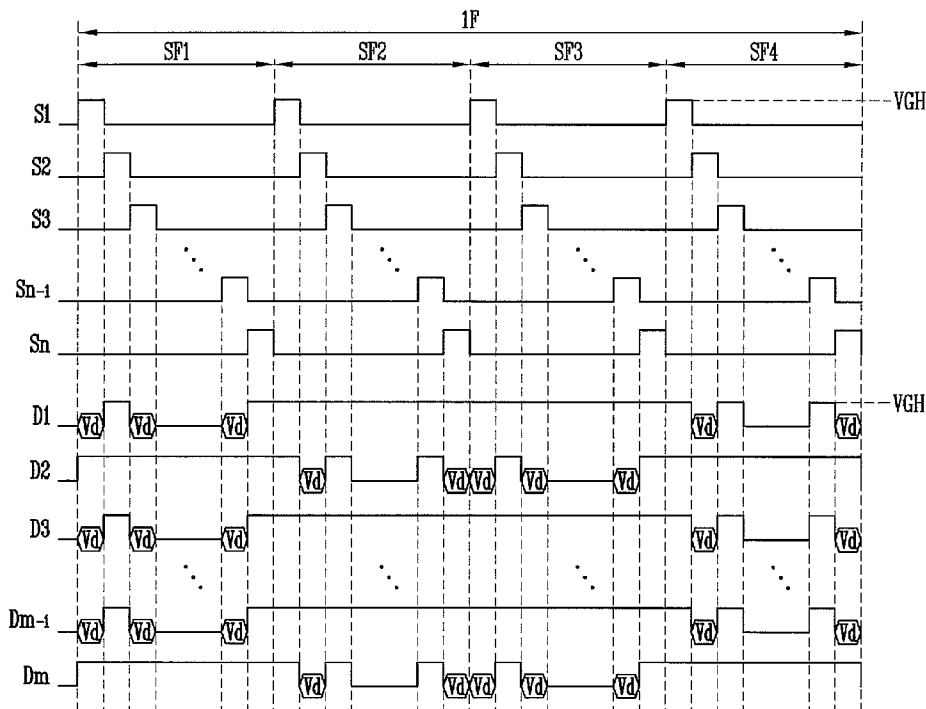 1F
SF1 SF2 SF3 SF4
S1 VGH
S2
S3
Sn-1
Sn
D1 Vd Vd Vd Vd Vd VGH
D2 Vd Vd Vd Vd Vd
D3 Vd Vd Vd Vd Vd
Dm-1 Vd Vd Vd Vd Vd
Dm Vd Vd Vd Vd Vd